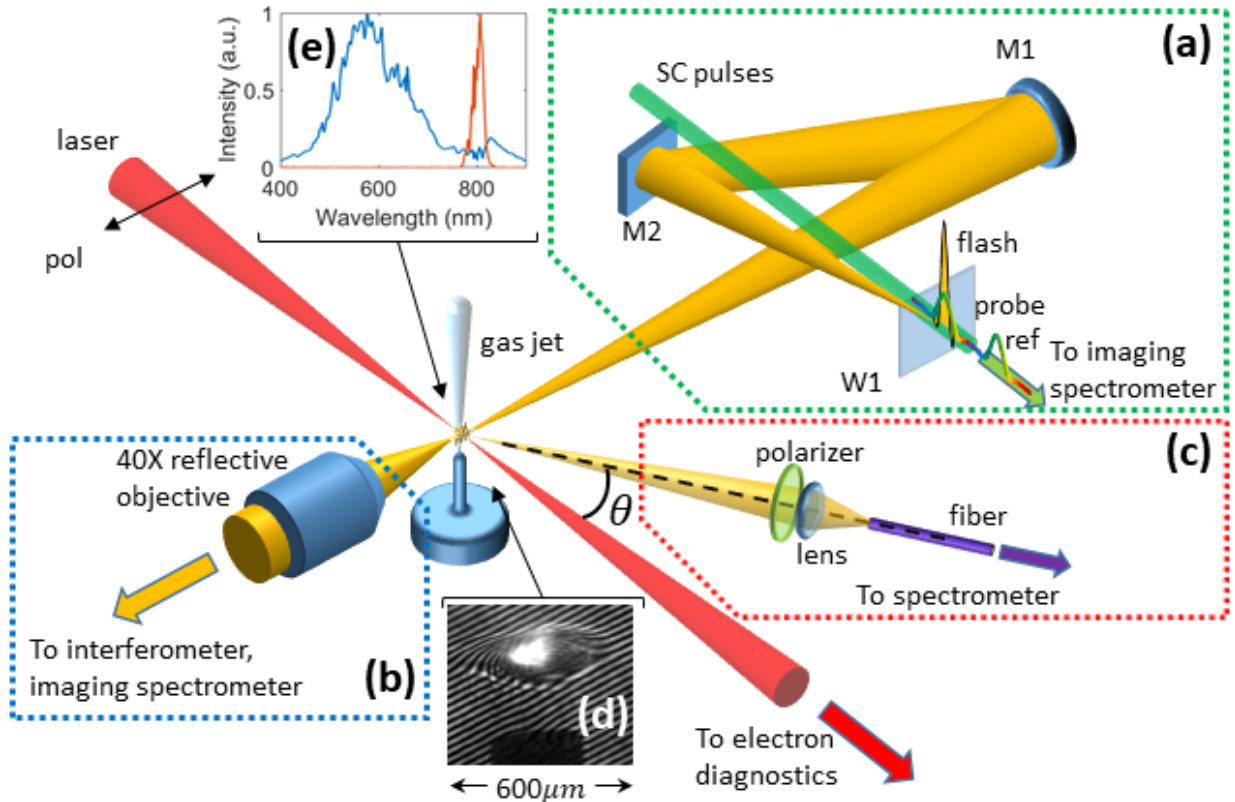 (a)
M1
SC pulses
M2
flash
probe
ref
W1
To imaging
spectrometer
(e)
Intensity (a.u.)
1
0.5
0
400
600
800
Wavelength (nm)
laser
pol
gas jet
40X reflective
objective
To interferometer,
imaging spectrometer
(b)
(c)
polarizer
lens
fiber
θ
To spectrometer
(d)
600μm
To electron
diagnostics